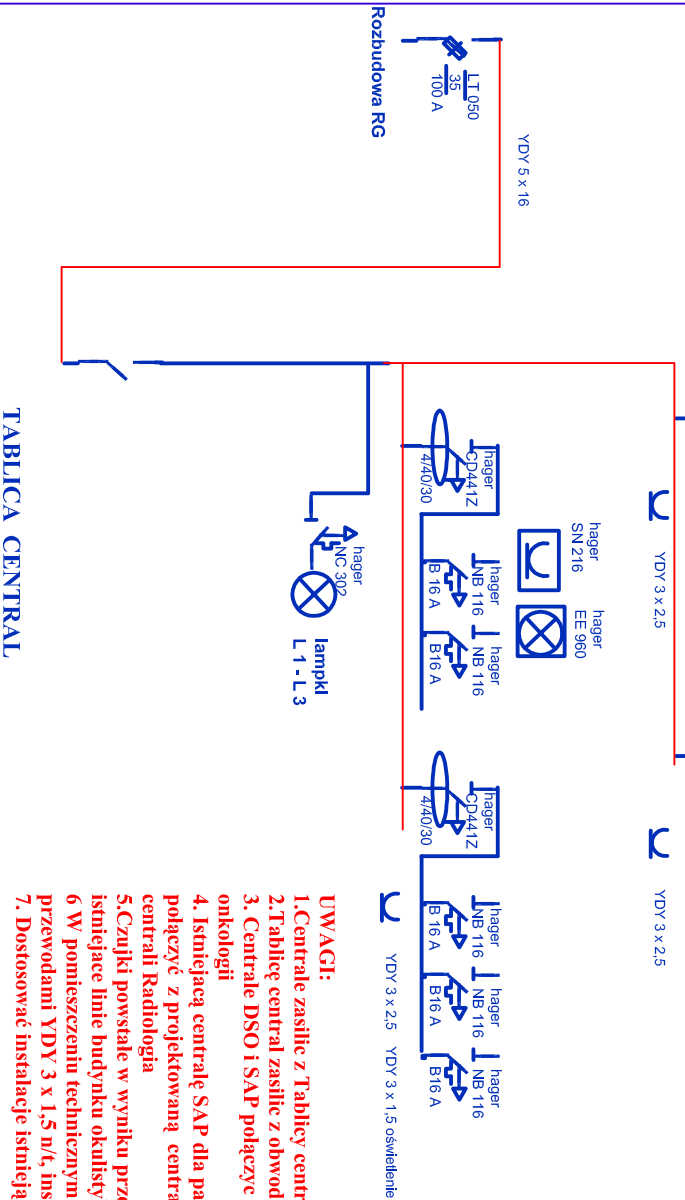 Rozbudowa RG
LT 050
35
100 A
YDY 5 x 16
hager
SN 216
hager
EE 960
YDY 3 x 2,5
YDY 3 x 2,5
hager
CD441Z
4/40/30
hager
NB 116
B 16 A
hager
NB 116
B16 A
hager
CD441Z
4/40/30
hager
NB 116
B 16 A
hager
NB 116
B16 A
hager
NB 116
B16 A
hager
NC 302
lampki
L 1 - L 3
YDY 3 x 2,5
YDY 3 x 1,5 oświetlenie
TABLICA CENTRAL
UWAGI:
1.Centrale zasilic z Tablicy centr
2.Tablicę central zasilic z obwod
3. Centrale DSO i SAP połączyc
onkologii
4. Istniejacą centralę SAP dla pa
połączyć z projektowaną centra
central Radiologia
5.Czujki powstałe w wyniku prze
istniejace linie budynku okulisty
6 W pomieszczeniu technicznym
przewodami YDY 3 x 1,5 n/t, ins
7. Dostosować instalacje istnieją